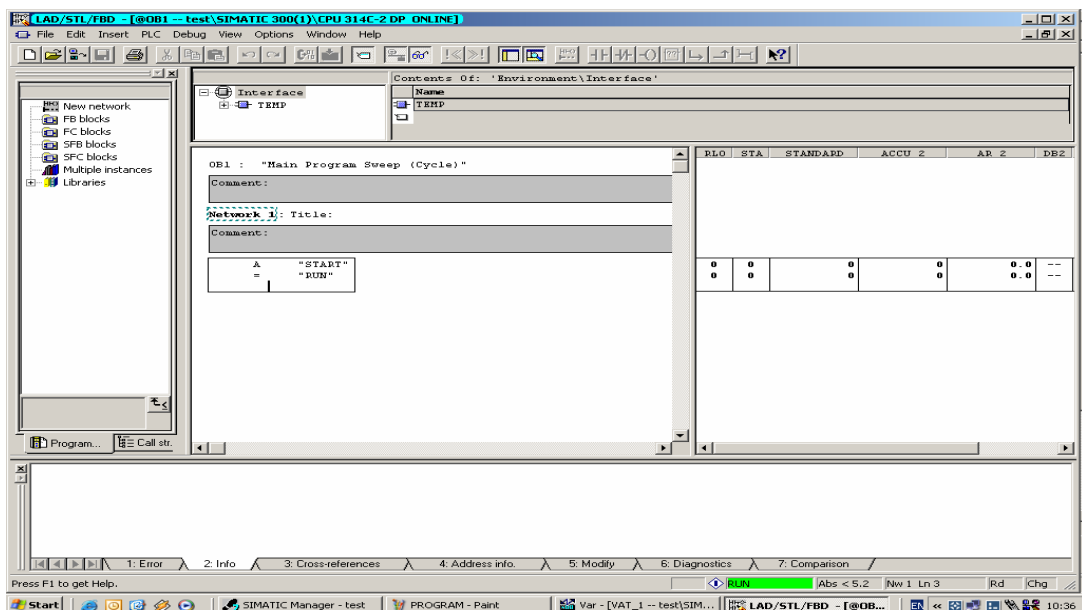 LAD/STL/FBD - [@OB1 -- test\SIMATIC 300(1)\CPU 314C-2 DP ONLINE]
File Edit Insert PLC Debug View Options Window Help
New network
FB blocks
FC blocks
SFB blocks
SFC blocks
Multiple instances
Libraries
Program... Call str.
Contents Of: 'Environment\Interface'
Interface
TEMP
Name
TEMP
OB1 : "Main Program Sweep (Cycle)"
Comment:
Network 1: Title:
Comment:
A "START"
= "RUN"
RLO STA STANDARD ACCU 2 AR 2 DB2
0 0 0 0 0.0 --
0 0 0 0 0.0 --
1: Error 2: Info 3: Cross-references 4: Address info. 5: Modify 6: Diagnostics 7: Comparison
Press F1 to get Help. RUN Abs < 5.2 Nw 1 Ln 3 Rd Chg
Start SIMATIC Manager - test PROGRAM - Paint Var - [VAT_1 -- test\SIM... LAD/STL/FBD - [@OB... EN « 10:36